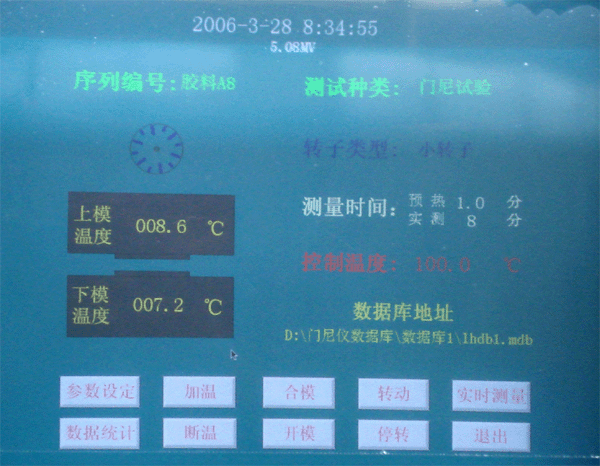 2006-3-28 8:34:55
5.08MV
序列编号:胶料A8
测试种类: 门尼试验
转子类型: 小转子
上模温度 008.6 ℃
测量时间: 预热 1.0 分
实测 8 分
控制温度: 100.0 ℃
下模温度 007.2 ℃
数据库地址
D:\门尼仪数据库\数据库1\lhdb1.mdb
参数设定 加温 合模 转动 实时测量
数据统计 断温 开模 停转 退出